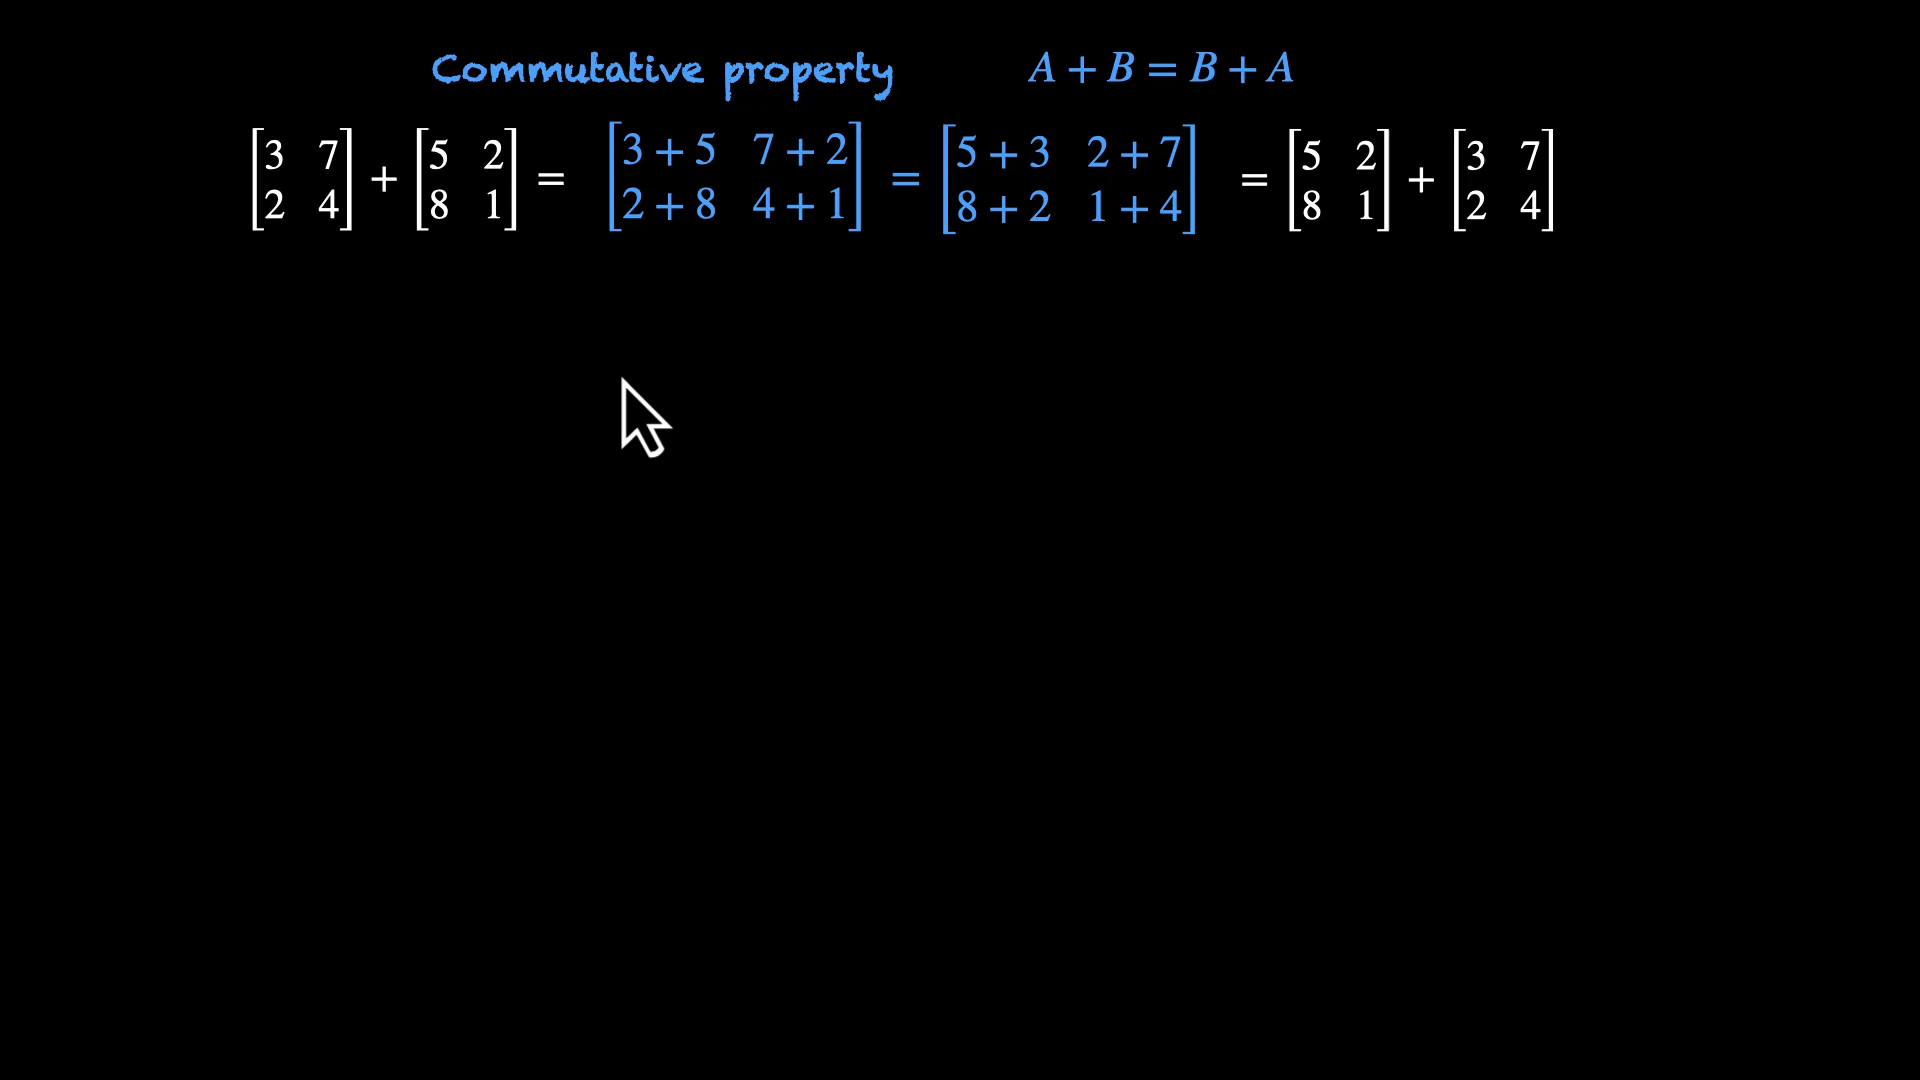 Commutative property A + B = B + A
[3 7] + [5 2] = [3 + 5 7 + 2] = [5 + 3 2 + 7] = [5 2] + [3 7]
[2 4] [8 1] [2 + 8 4 + 1] [8 + 2 1 + 4] [8 1] [2 4]